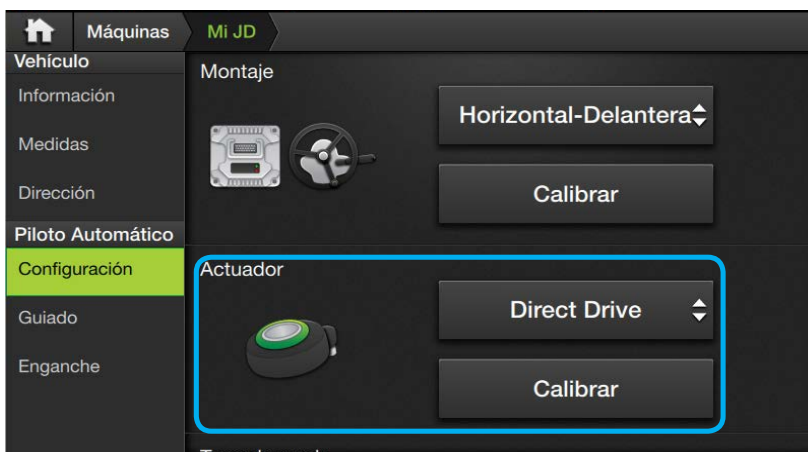 Máquinas
Mi JD
Vehículo
Información
Medidas
Dirección
Piloto Automático
Configuración
Guiado
Enganche
Montaje
Horizontal-Delantera
Calibrar
Actuador
Direct Drive
Calibrar